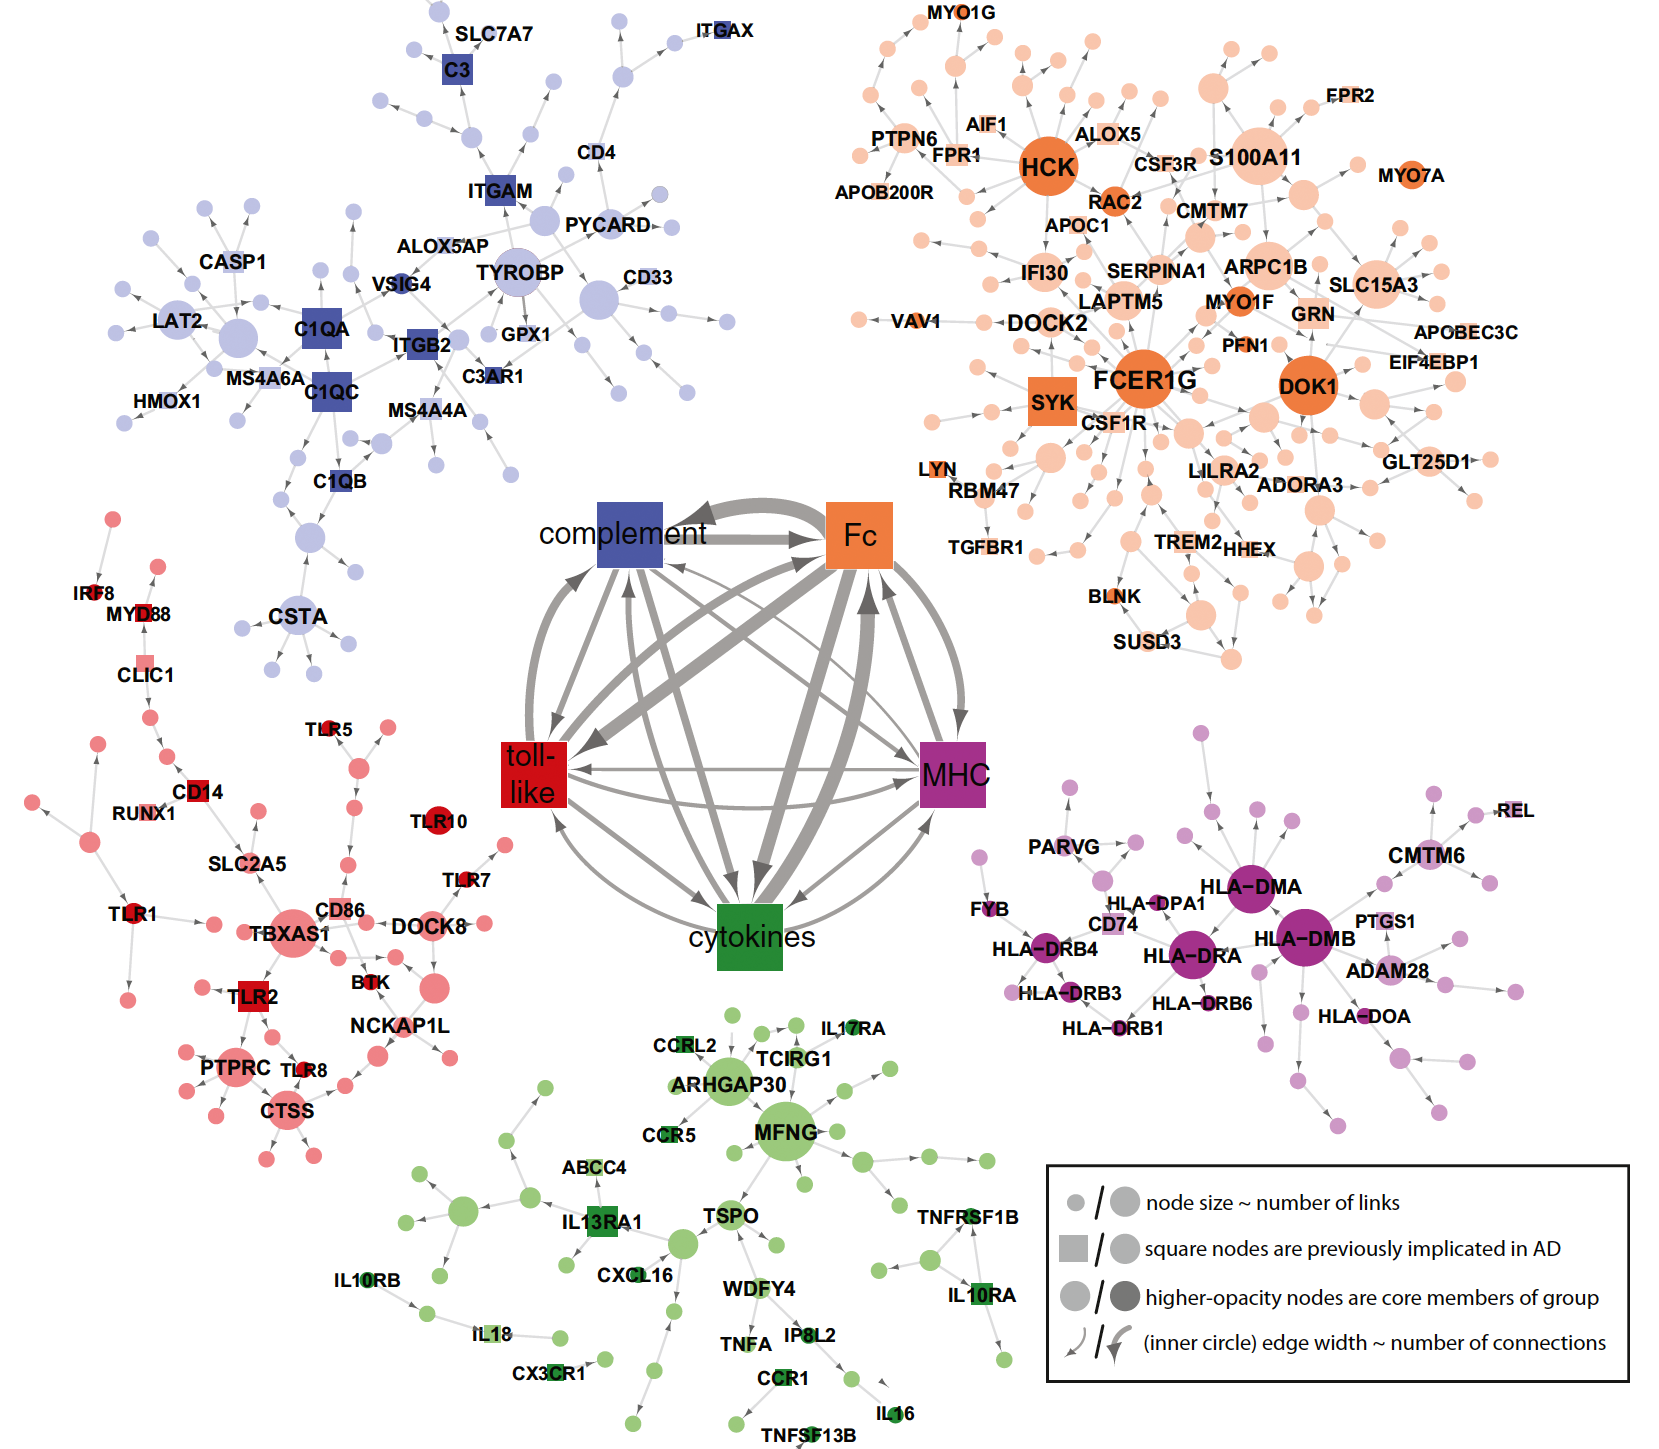 SLC7A7
ITGAX
C3
CD4
ITGAM
PYCARD
ALOX5AP
CASP1
TYROBP
CD33
VSIG4
LAT2
C1QA
GPX1
ITGB2
MS4A6A
C3AR1
C1QC
HMOX1
MS4A4A
C1QB
CSTA
MYO1G
FPR2
AIF1
ALOX5
PTPN6
FPR1
HCK
CSF3R
S100A11
MYO7A
APOB200R
RAC2
CMTM7
APOC1
IFI30
SERPINA1
ARPC1B
SLC15A3
LAPTM5
MYO1F
GRN
VAV1
DOCK2
APOBEC3C
PFN1
EIF4EBP1
FCER1G
DOK1
SYK
CSF1R
LYN
LILRA2
GLT25D1
RBM47
ADORA3
TGFBR1
TREM2
HHEX
BLNK
SUSD3
complement
Fc
toll-
like
MHC
cytokines
IRF8
MYD88
CLIC1
TLR5
CD14
RUNX1
TLR10
SLC2A5
TLR7
TLR1
CD86
TBXAS1
DOCK8
TLR2
BTK
NCKAP1L
PTPRC
TLR8
CTSS
REL
PARVG
CMTM6
HLA−DMA
FYB
HLA−DPA1
CD74
PTGS1
HLA−DRB4
HLA−DRA
HLA−DMB
ADAM28
HLA−DRB3
HLA−DRB6
HLA−DRB1
HLA−DOA
IL17RA
CCRL2
TCIRG1
ARHGAP30
CCR5
MFNG
ABCC4
IL13RA1
TSPO
TNFRSF1B
CXCL16
IL10RB
WDFY4
IL10RA
IL18
TNFA
IP8L2
CX3CR1
CCR1
IL16
TNFSF13B
/ node size ~ number of links
/ square nodes are previously implicated in AD
/ higher-opacity nodes are core members of group
/ (inner circle) edge width ~ number of connections